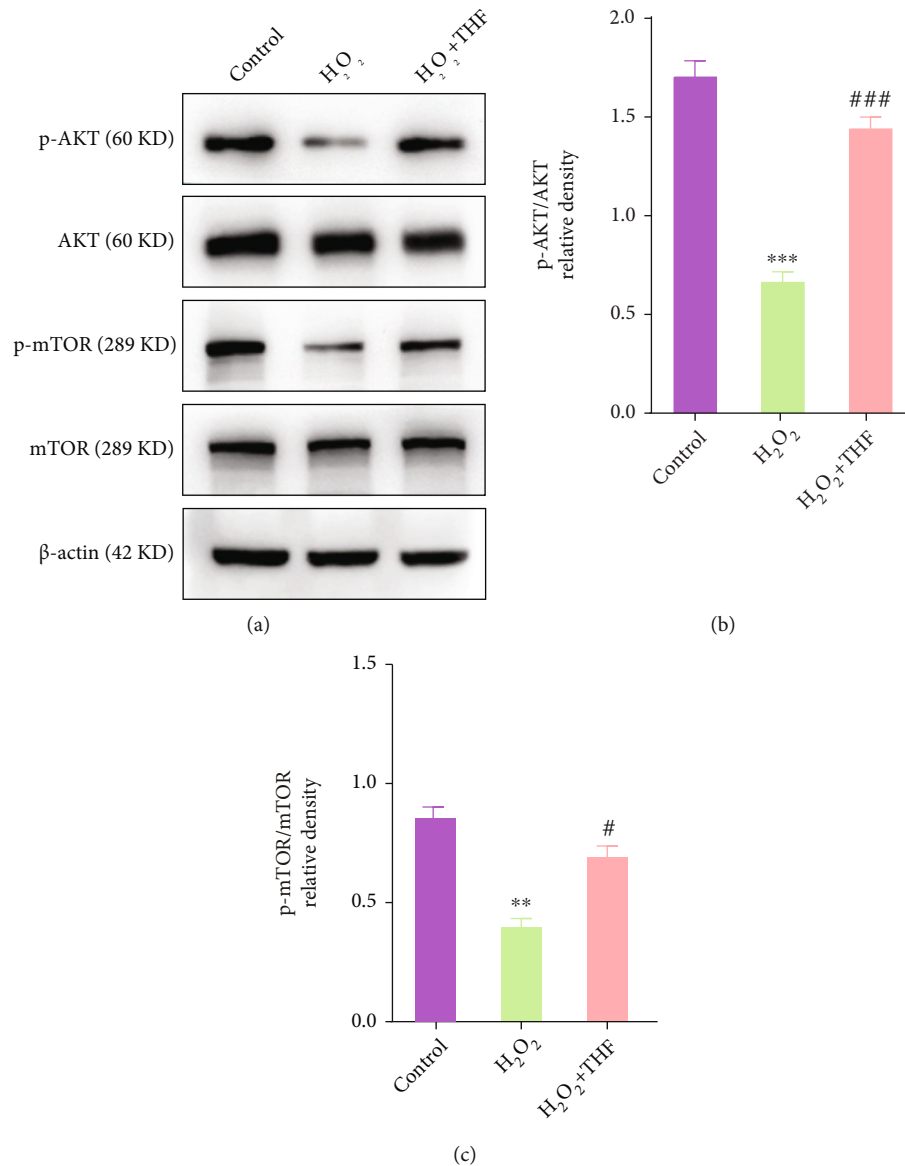 Control
H₂O₂
H₂O₂+THF
p-AKT (60 KD)
AKT (60 KD)
p-mTOR (289 KD)
mTOR (289 KD)
β-actin (42 KD)
(a)
p-AKT/AKT
relative density
2.0
1.5
1.0
0.5
0.0
***
###
Control
H₂O₂
H₂O₂+THF
(b)
p-mTOR/mTOR
relative density
1.5
1.0
0.5
0.0
**
#
Control
H₂O₂
H₂O₂+THF
(c)